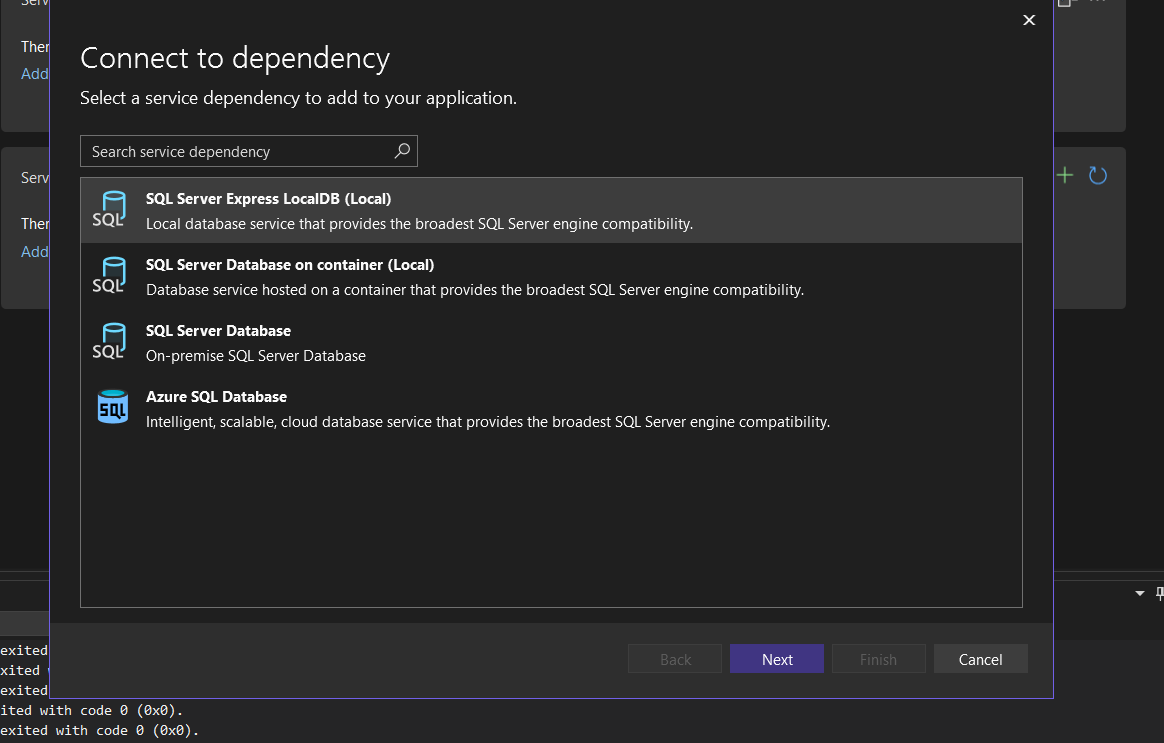 Serv
Ther
Add
Serv
Ther
Add
Connect to dependency
Select a service dependency to add to your application.
Search service dependency
SQL
SQL Server Express LocalDB (Local)
Local database service that provides the broadest SQL Server engine compatibility.
SQL
SQL Server Database on container (Local)
Database service hosted on a container that provides the broadest SQL Server engine compatibility.
SQL
SQL Server Database
On-premise SQL Server Database
SQL
Azure SQL Database
Intelligent, scalable, cloud database service that provides the broadest SQL Server engine compatibility.
Back
Next
Finish
Cancel
exited
xited
exited
ited with code 0 (0x0).
exited with code 0 (0x0).